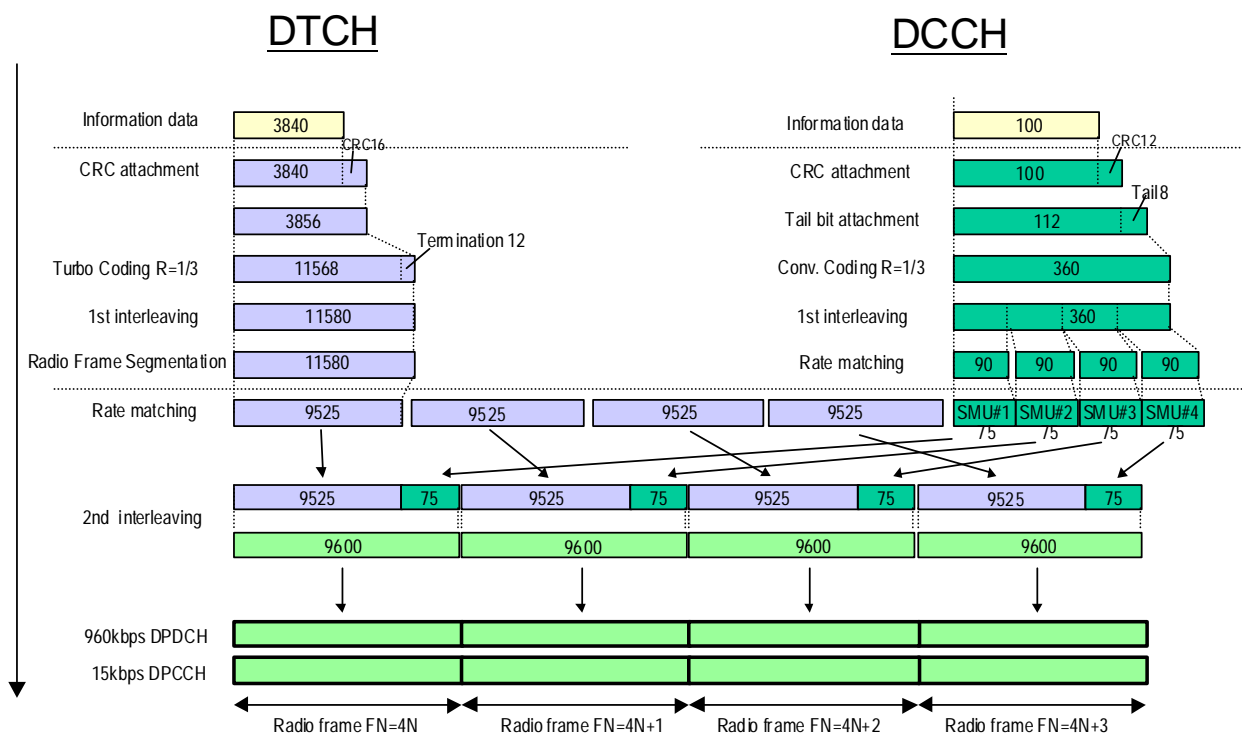 DTCH
DCCH
Information data
3840
Information data
100
CRC16
CRC12
CRC attachment
3840
CRC attachment
100
Tail8
3856
Tail bit attachment
112
Termination 12
Turbo Coding R=1/3
11568
Conv. Coding R=1/3
360
1st interleaving
11580
1st interleaving
360
Radio Frame Segmentation
11580
Rate matching
90 90 90 90
Rate matching
9525 9525 9525 9525
SMU#1 SMU#2 SMU#3 SMU#4
/5 /5 /5 /5
9525 75 9525 75 9525 75 9525 75
2nd interleaving
9600 9600 9600 9600
960kbps DPDCH
15kbps DPCCH
Radio frame FN=4N Radio frame FN=4N+1 Radio frame FN=4N+2 Radio frame FN=4N+3